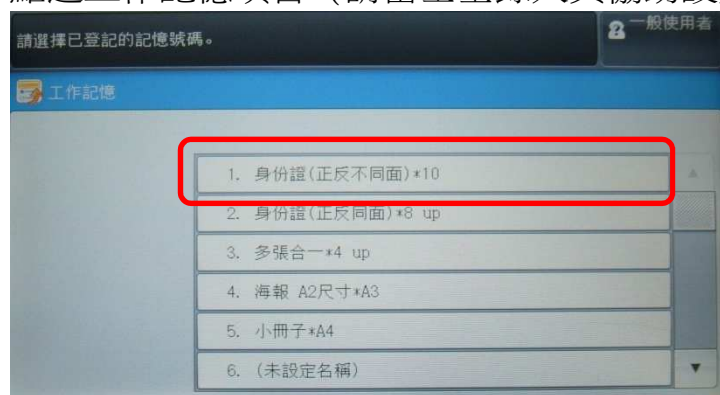 請選擇已登記的記憶號碼。
一般使用者
工作記憶
1. 身份證(正反不同面)*10
2. 身份證(正反同面)*8 up
3. 多張合一*4 up
4. 海報 A2尺寸*A3
5. 小冊子*A4
6. (未設定名稱)